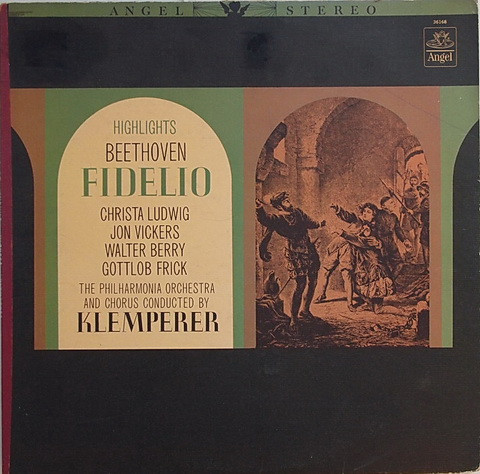 ANGEL STEREO
36168
Angel
HIGHLIGHTS
BEETHOVEN
FIDELIO
CHRISTA LUDWIG
JON VICKERS
WALTER BERRY
GOTTLOB FRICK
THE PHILHARMONIA ORCHESTRA
AND CHORUS CONDUCTED BY
KLEMPERER